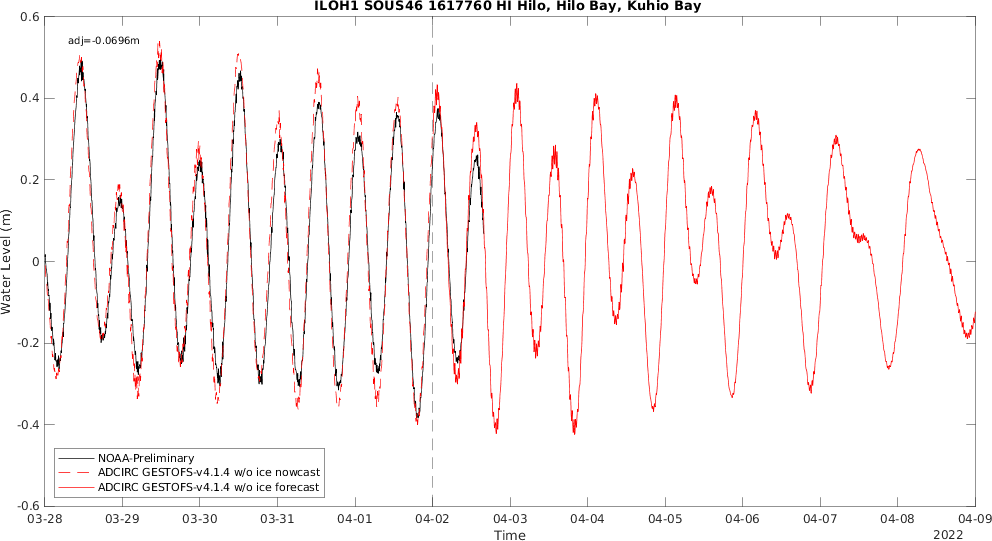 ILOH1 SOUS46 1617760 HI Hilo, Hilo Bay, Kuhio Bay
adj=-0.0696m
0.6
0.4
0.2
0
-0.2
-0.4
-0.6
Water Level (m)
NOAA-Preliminary
ADCIRC GESTOFS-v4.1.4 w/o ice nowcast
ADCIRC GESTOFS-v4.1.4 w/o ice forecast
03-28 03-29 03-30 03-31 04-01 04-02 04-03 04-04 04-05 04-06 04-07 04-08 04-09
Time
2022